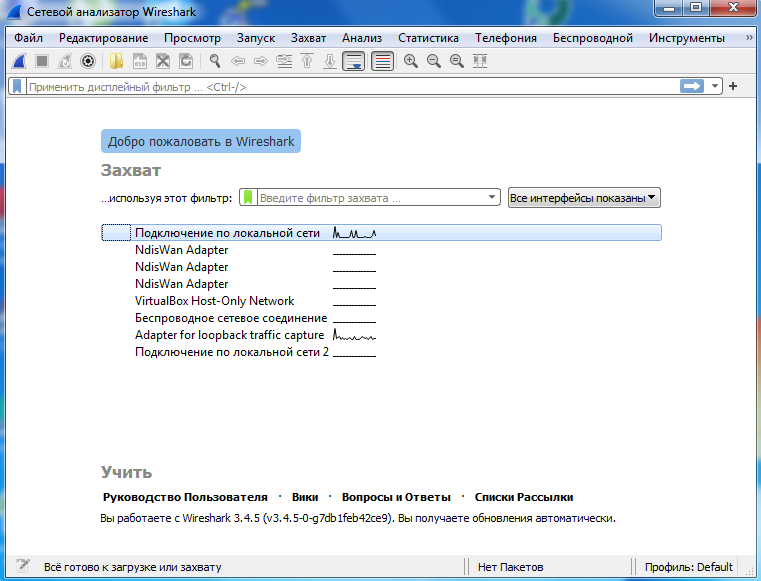 Сетевой анализатор Wireshark
Файл Редактирование Просмотр Запуск Захват Анализ Статистика Телефония Беспроводной Инструменты »
Применить дисплейный фильтр ... <Ctrl-/> +
Добро пожаловать в Wireshark
Захват
...используя этот фильтр: Введите фильтр захвата ... Все интерфейсы показаны
Подключение по локальной сети
NdisWan Adapter
NdisWan Adapter
NdisWan Adapter
VirtualBox Host-Only Network
Беспроводное сетевое соединение
Adapter for loopback traffic capture
Подключение по локальной сети 2
Учить
Руководство Пользователя · Вики · Вопросы и Ответы · Списки Рассылки
Вы работаете с Wireshark 3.4.5 (v3.4.5-0-g7db1feb42ce9). Вы получаете обновления автоматически.
Всё готово к загрузке или захвату Нет Пакетов Профиль: Default